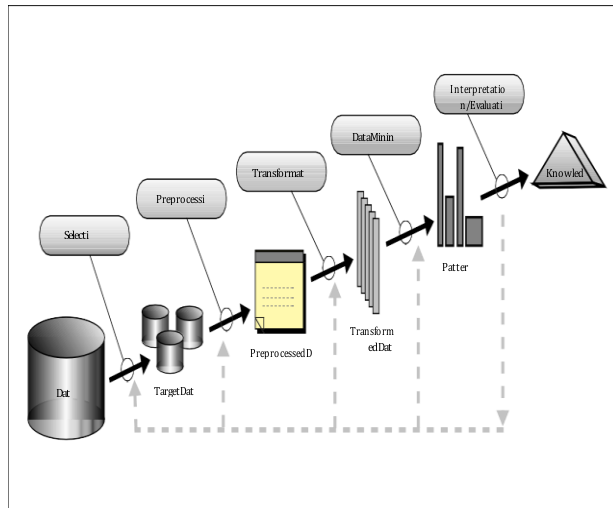 Interpretatio
n/Evaluati
DataMinin
Transformat
Knowled
Preprocessi
Selecti
Patter
Transform
edDat
PreprocessedD
TargetDat
Dat